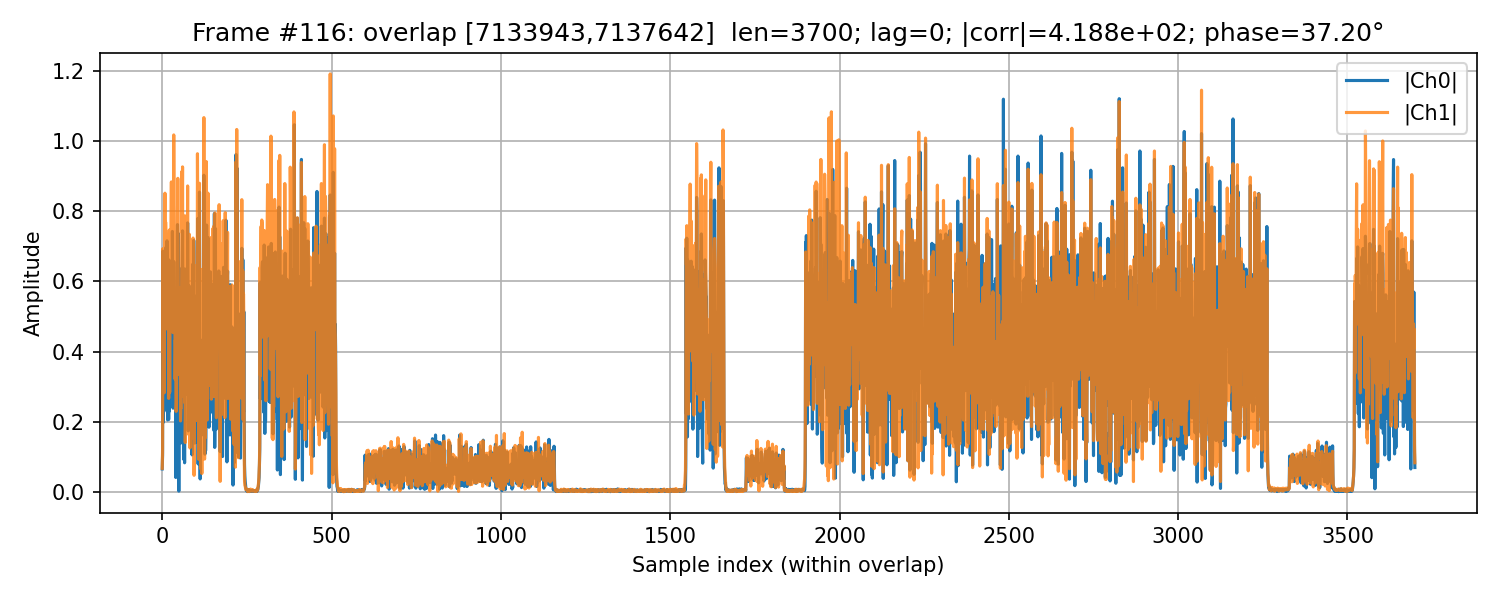 Frame #116: overlap [7133943,7137642]  len=3700; lag=0; |corr|=4.188e+02; phase=37.20°
|Ch0|
|Ch1|
Amplitude
1.2
1.0
0.8
0.6
0.4
0.2
0.0
0 500 1000 1500 2000 2500 3000 3500
Sample index (within overlap)